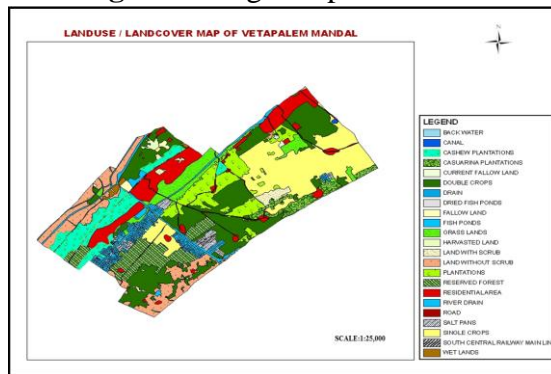 LANDUSE / LANDCOVER MAP OF VETAPALEM MANDAL
N
LEGEND
BACK WATER
CANAL
CASHEW PLANTATIONS
CASUARINA PLANTATIONS
CURRENT FALLOW LAND
DOUBLE CROPS
DRAIN
DRIED FISH PONDS
FALLOW LAND
FISH PONDS
GRASS LANDS
HARVASTED LAND
LAND WITH SCRUB
LAND WITHOUT SCRUB
PLANTATIONS
RESERVED FOREST
RESIDENTIAL AREA
RIVER DRAIN
ROAD
SALT PANS
SINGLE CROPS
SOUTH CENTRAL RAILWAY MAIN LIN
WET LANDS
SCALE:1:25,000